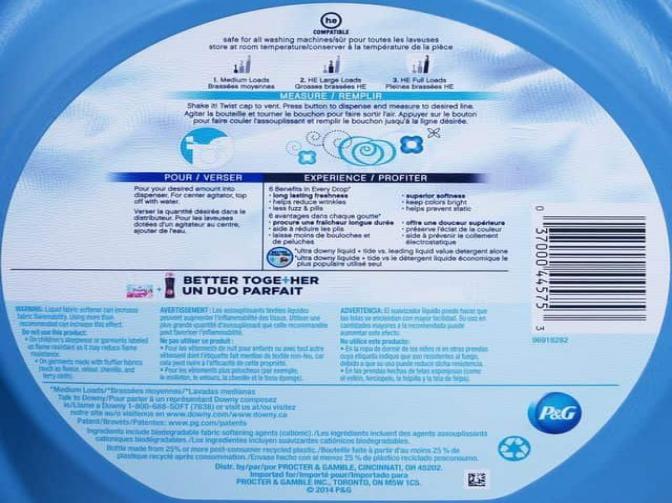 he
COMPATIBLE
safe for all washing machines/sûr pour toutes les laveuses
store at room temperature/conserver à la température de la pièce
1. Medium Loads
Brassées moyennes
2. HE Large Loads
Grosses brassées HE
3. HE Full Loads
Pleines brassées HE
MEASURE / REMPLIR
Shake it! Twist cap to vent. Press button to dispense and measure to desired line.
Agiter la bouteille et tourner le bouchon pour faire sortir l'air. Appuyer sur le bouton
pour faire couler l'assouplissant et remplir le bouchon jusqu'à la ligne désirée.
POUR / VERSER
Pour your desired amount into
dispenser. For center agitator, top
off with water.
Verser la quantité désirée dans le
distributeur. Pour les laveuses
dotées d'un agitateur au centre,
ajouter de l'eau.
EXPERIENCE / PROFITER
6 Benefits in Every Drop*
• long lasting freshness
• helps reduce wrinkles
• less fuzz & pills
• superior softness
• keep colors bright
• helps prevent static
6 avantages dans chaque goutte*
• procure une fraîcheur longue durée
• aide à réduire les plis
• laisse moins de bouloches et
de peluches
• offre une douceur supérieure
• préserve l'éclat de la couleur
• aide à prévenir le collement
électrostatique
*ultra downy liquid + tide vs. leading liquid value detergent alone
*ultra downy liquide + tide vs le détergent liquide économique le
plus populaire utilisé seul
BETTER TOGETHER
UN DUO PARFAIT
0 37000 44575 3
96918292
WARNING: Liquid fabric softener can increase
fabric flammability. Using more than
recommended can increase this effect.
Do not use this product:
• On children's sleepwear or garments labeled
as flame resistant as it may reduce flame
resistance.
• On garments made with fluffier fabrics
(such as fleece, velour, chenille, and
terry cloth).
AVERTISSEMENT : Les assouplissants textiles liquides
peuvent augmenter l'inflammabilité des tissus. Utiliser une
plus grande quantité d'assouplissant que celle recommandée
peut favoriser l'inflammabilité.
Ne pas utiliser ce produit :
• Pour les vêtements de nuit pour enfants ou avec tout autre
vêtement dont l'étiquette fait mention de textile non-feu, car
cela peut nuire à l'efficacité de cette propriété.
• Pour les vêtements plus pelucheux (par exemple,
le molleton, le velours, la chenille et le tissu éponge).
ADVERTENCIA: El suavizador líquido puede hacer que
las telas se enciendan con mayor facilidad. Su uso en
cantidades mayores a la recomendada puede
aumentar este efecto.
No utilice este producto:
• En la ropa de dormir de los niños ni en otras prendas
cuya etiqueta indique que son resistentes al fuego,
debido a que su uso puede reducir dicha resistencia.
• En las prendas hechas de telas esponjosas (como
el vellón, terciopelo, la felpilla y la tela de felpa).
*Medium Loads/*Brassées moyennes/*Lavadas medianas
Talk to Downy/Pour parler à un représentant Downy composez
le/Llame a Downy 1-800-688-SOFT (7638) or visit us at/ou visitez
notre site au/o visítenos en www.downy.com/www.downy.ca
Patent/Brevets/Patentes: www.pg.com/patents
Ingredients include biodegradable fabric softening agents (cationic)./Les ingrédients incluent des agents assouplissants
cationiques biodégradables./Los ingredientes incluyen suavizantes catiónicos biodegradables.
Bottle made from 25% or more post-consumer recycled plastic./Bouteille faite à partir d'au moins 25 % de
plastique recyclé après consommation./Envase hecho con al menos 25 % de plástico reciclado posconsumo.
Distr. by/par/por PROCTER & GAMBLE, CINCINNATI, OH 45202.
Imported for/Importé pour/Importado para
PROCTER & GAMBLE INC., TORONTO, ON M5W 1C5.
© 2014 P&G
P&G